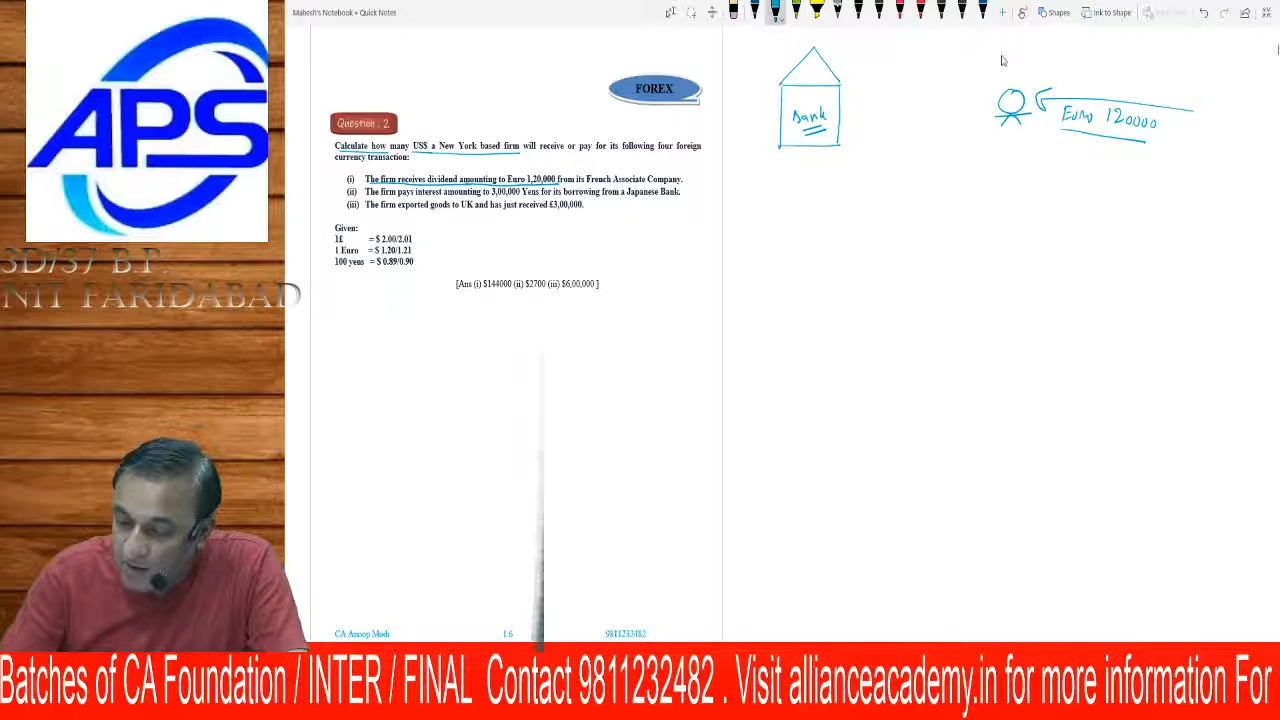 APS
3D/37 B.P.
NIT FARIDABAD
Mahesh's Notebook + Quick Notes
Shapes
Ink to Shape
FOREX
Question : 2
Calculate how many US$ a New York based firm will receive or pay for its following four foreign
currency transaction:
(i) The firm receives dividend amounting to Euro 1,20,000 from its French Associate Company.
(ii) The firm pays interest amounting to 3,00,000 Yens for its borrowing from a Japanese Bank.
(iii) The firm exported goods to UK and has just received £3,00,000.
Given:
1£ = $ 2.00/2.01
1 Euro = $ 1.20/1.21
100 yens = $ 0.89/0.90
[Ans (i) $144000 (ii) $2700 (iii) $6,00,000 ]
Bank
Euro 120000
CA Anoop Modi 1.6 9811232482
Batches of CA Foundation / INTER / FINAL Contact 9811232482 . Visit allianceacademy.in for more information For